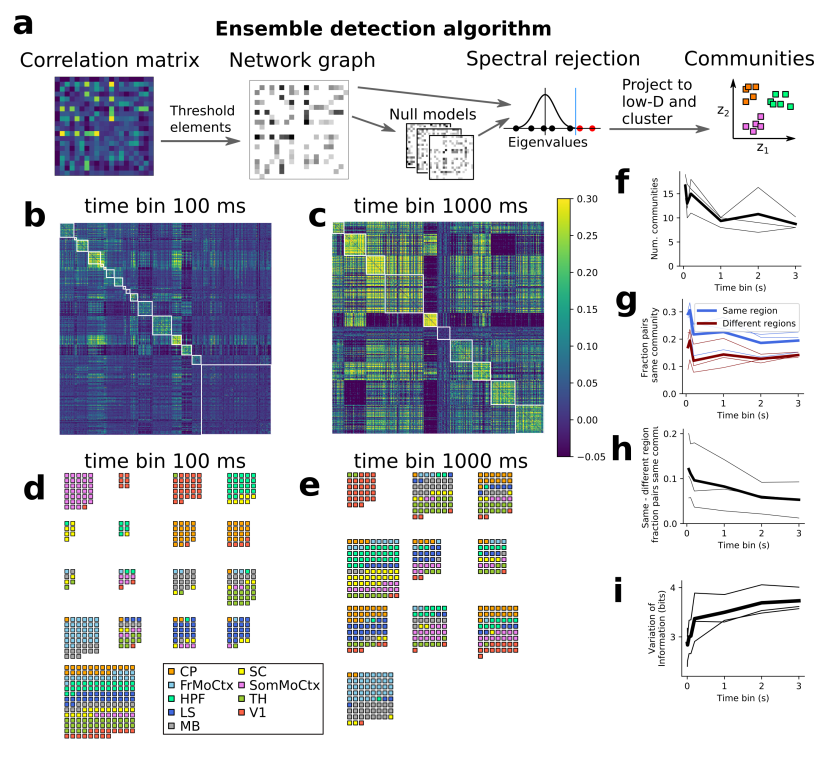 a
Ensemble detection algorithm
Correlation matrix
Network graph
Spectral rejection
Communities
Threshold
elements
Null models
Eigenvalues
Project to
low-D and
cluster
z2
z1
b
time bin 100 ms
c
time bin 1000 ms
0.30
0.25
0.20
0.15
0.10
0.05
0.00
−0.05
d
time bin 100 ms
e
time bin 1000 ms
CP
FrMoCtx
HPF
LS
MB
SC
SomMoCtx
TH
V1
f
Num. communities
15
10
5
0
0
1
2
3
Time bin (s)
g
Fraction pairs
same community
0.3
0.2
0.1
0.0
Same region
Different regions
0
1
2
3
Time bin (s)
h
Same - different region
fraction pairs same commu
0.2
0.1
0.0
0
1
2
3
Time bin (s)
i
Variation of
Information (bits)
4
3
0
1
2
3
Time bin (s)